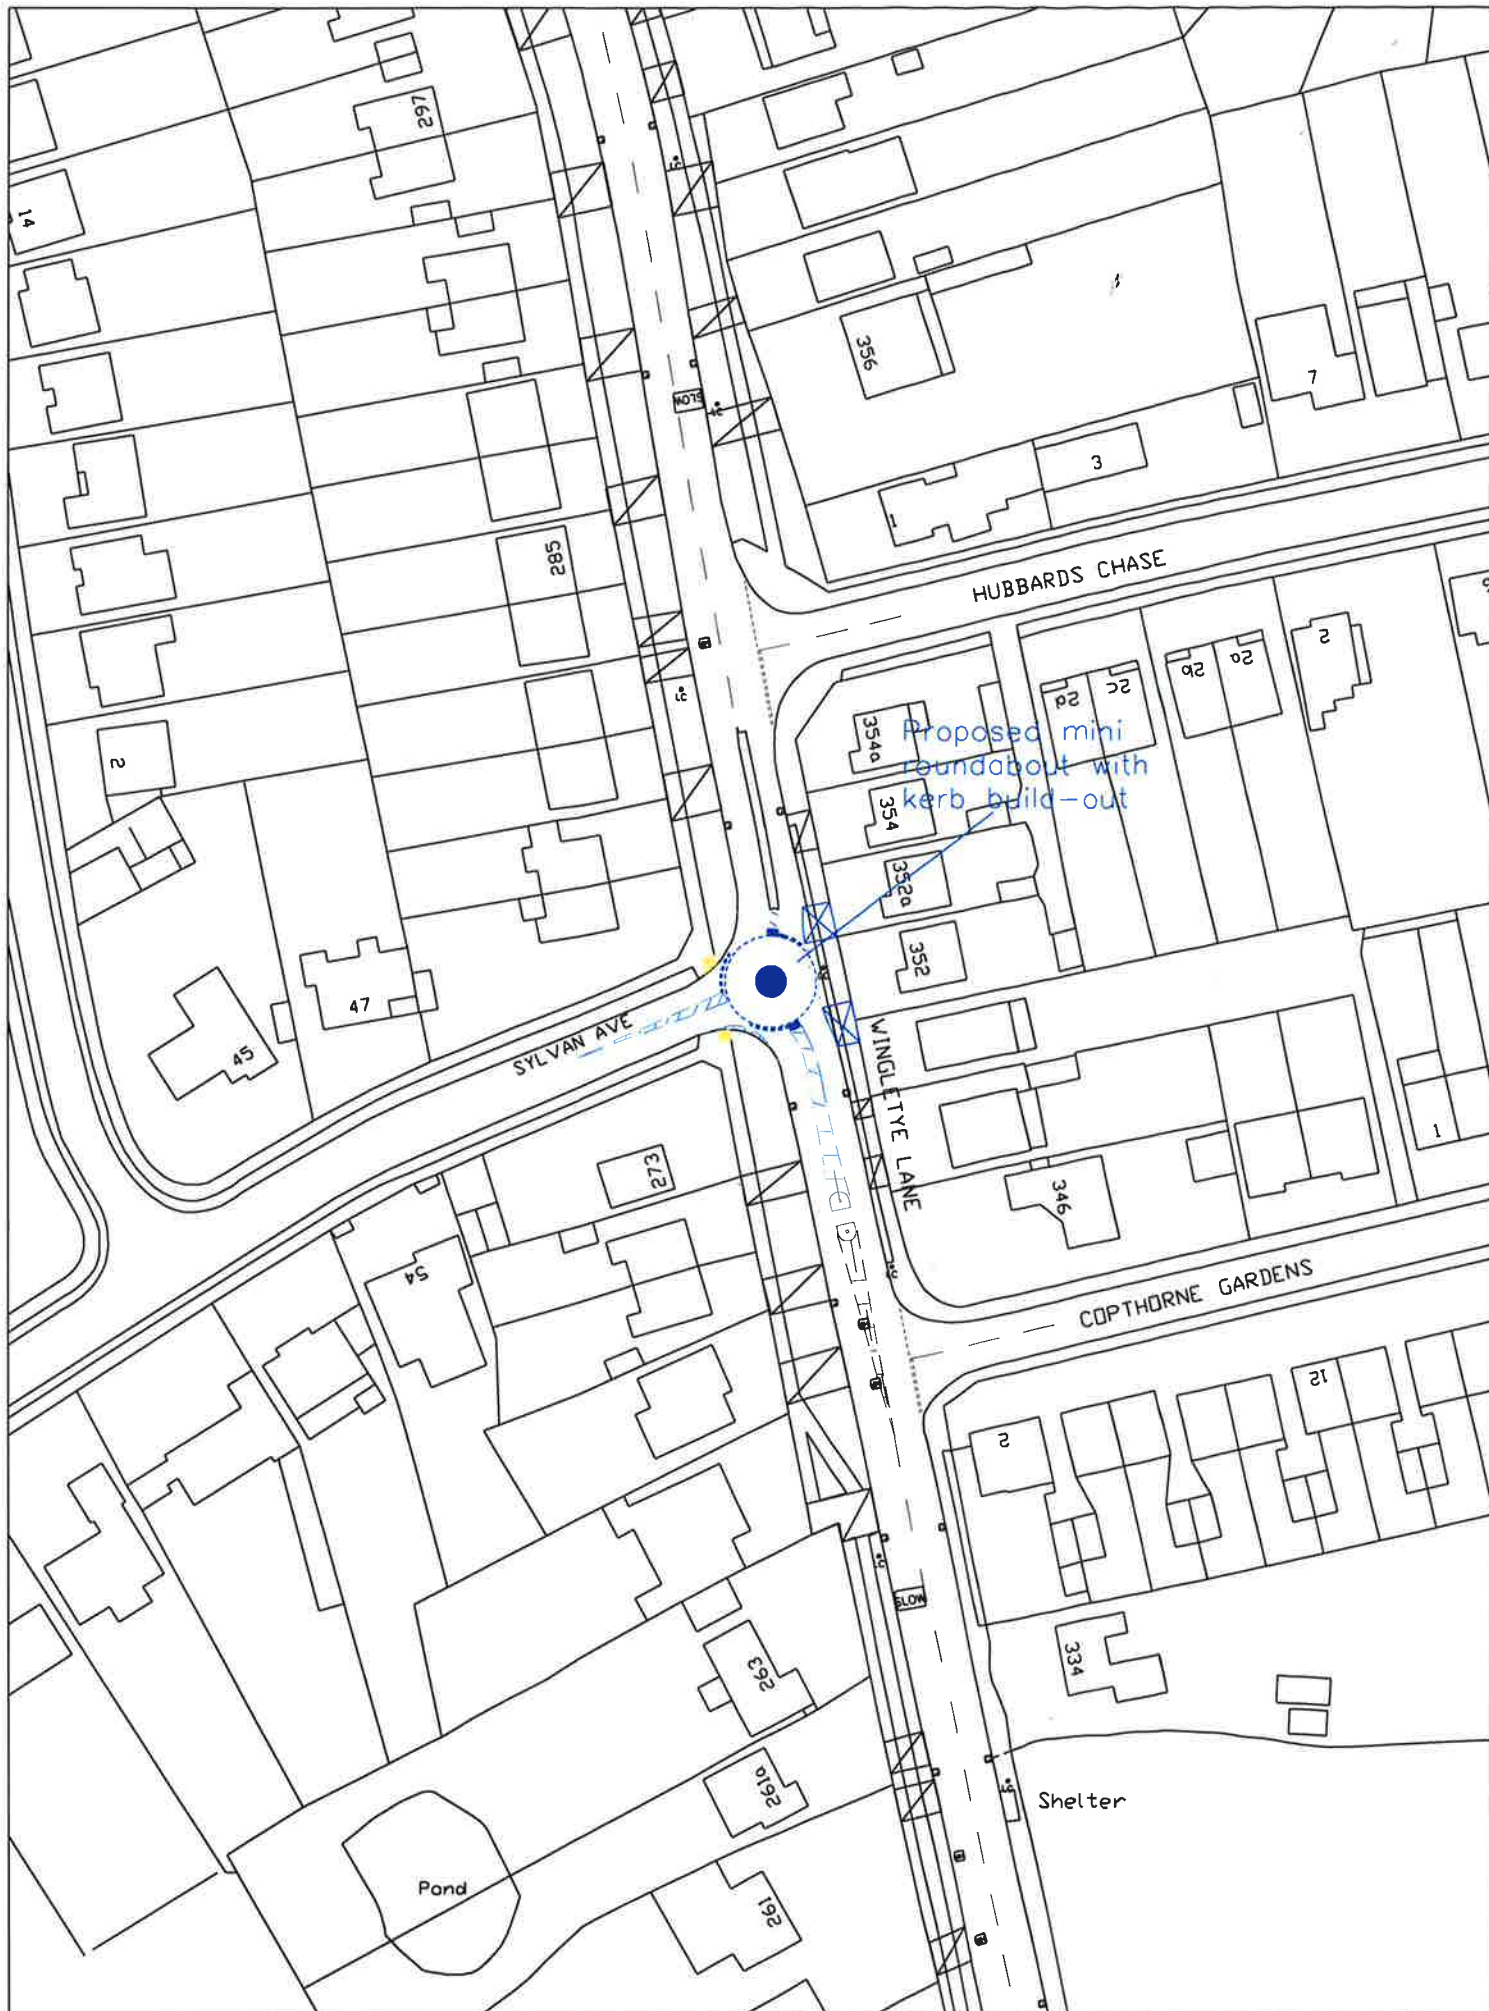 297
14
356
7
SLOW
3
1
285
HUBBARDS CHASE
2
2a
2b
2c
2d
354a
Proposed mini
roundabout with
kerb build-out
2
354
352a
352
47
45
SYLVAN AVE
WINGLETYE LANE
1
273
346
54
COPTHORNE GARDENS
12
2
SLOW
334
263
261a
Shelter
Pond
261